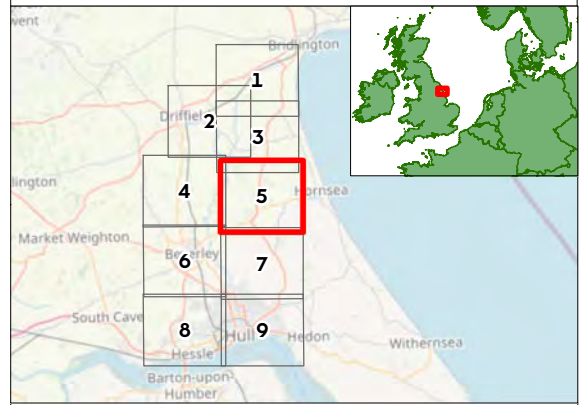 went
Bridlington
1
Driffield
2
3
lington
4
5
Hornsea
Market Weighton
Beverley
6
7
South Cave
8
Hull
9
Hedon
Withernsea
Hessle
Barton-upon-
Humber